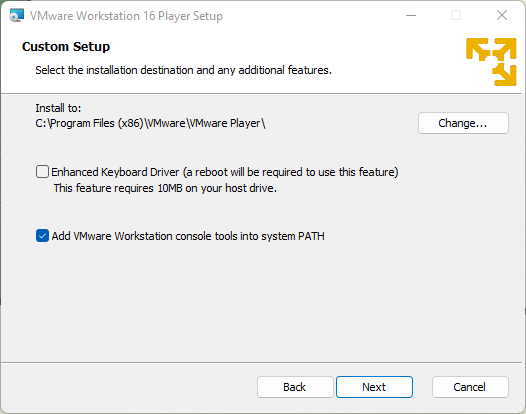 VMware Workstation 16 Player Setup
Custom Setup
Select the installation destination and any additional features.
Install to:
C:\Program Files (x86)\VMware\VMware Player\
Change...
Enhanced Keyboard Driver (a reboot will be required to use this feature)
This feature requires 10MB on your host drive.
Add VMware Workstation console tools into system PATH
Back
Next
Cancel